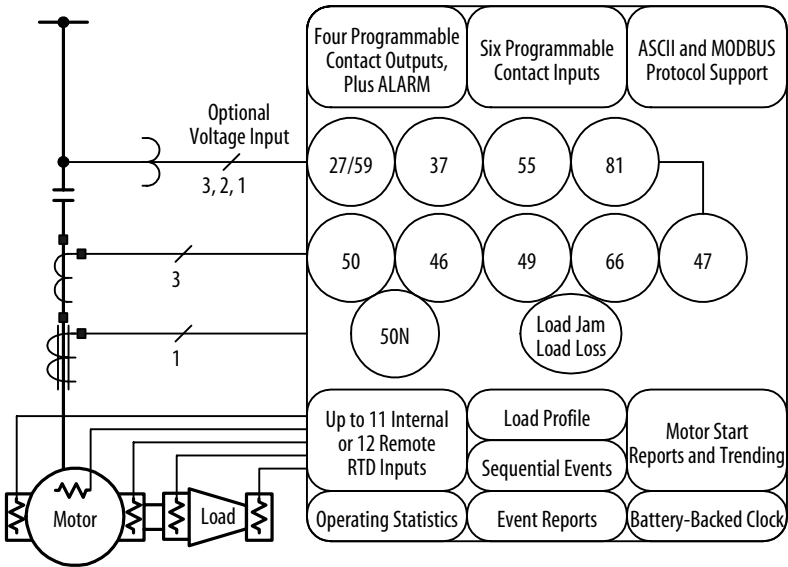 Four Programmable
Contact Outputs,
Plus ALARM
Six Programmable
Contact Inputs
ASCII and MODBUS
Protocol Support
Optional
Voltage Input
3, 2, 1
27/59
37
55
81
3
50
46
49
66
47
1
50N
Load Jam
Load Loss
Up to 11 Internal
or 12 Remote
RTD Inputs
Load Profile
Sequential Events
Motor Start
Reports and Trending
Motor
Load
Operating Statistics
Event Reports
Battery-Backed Clock